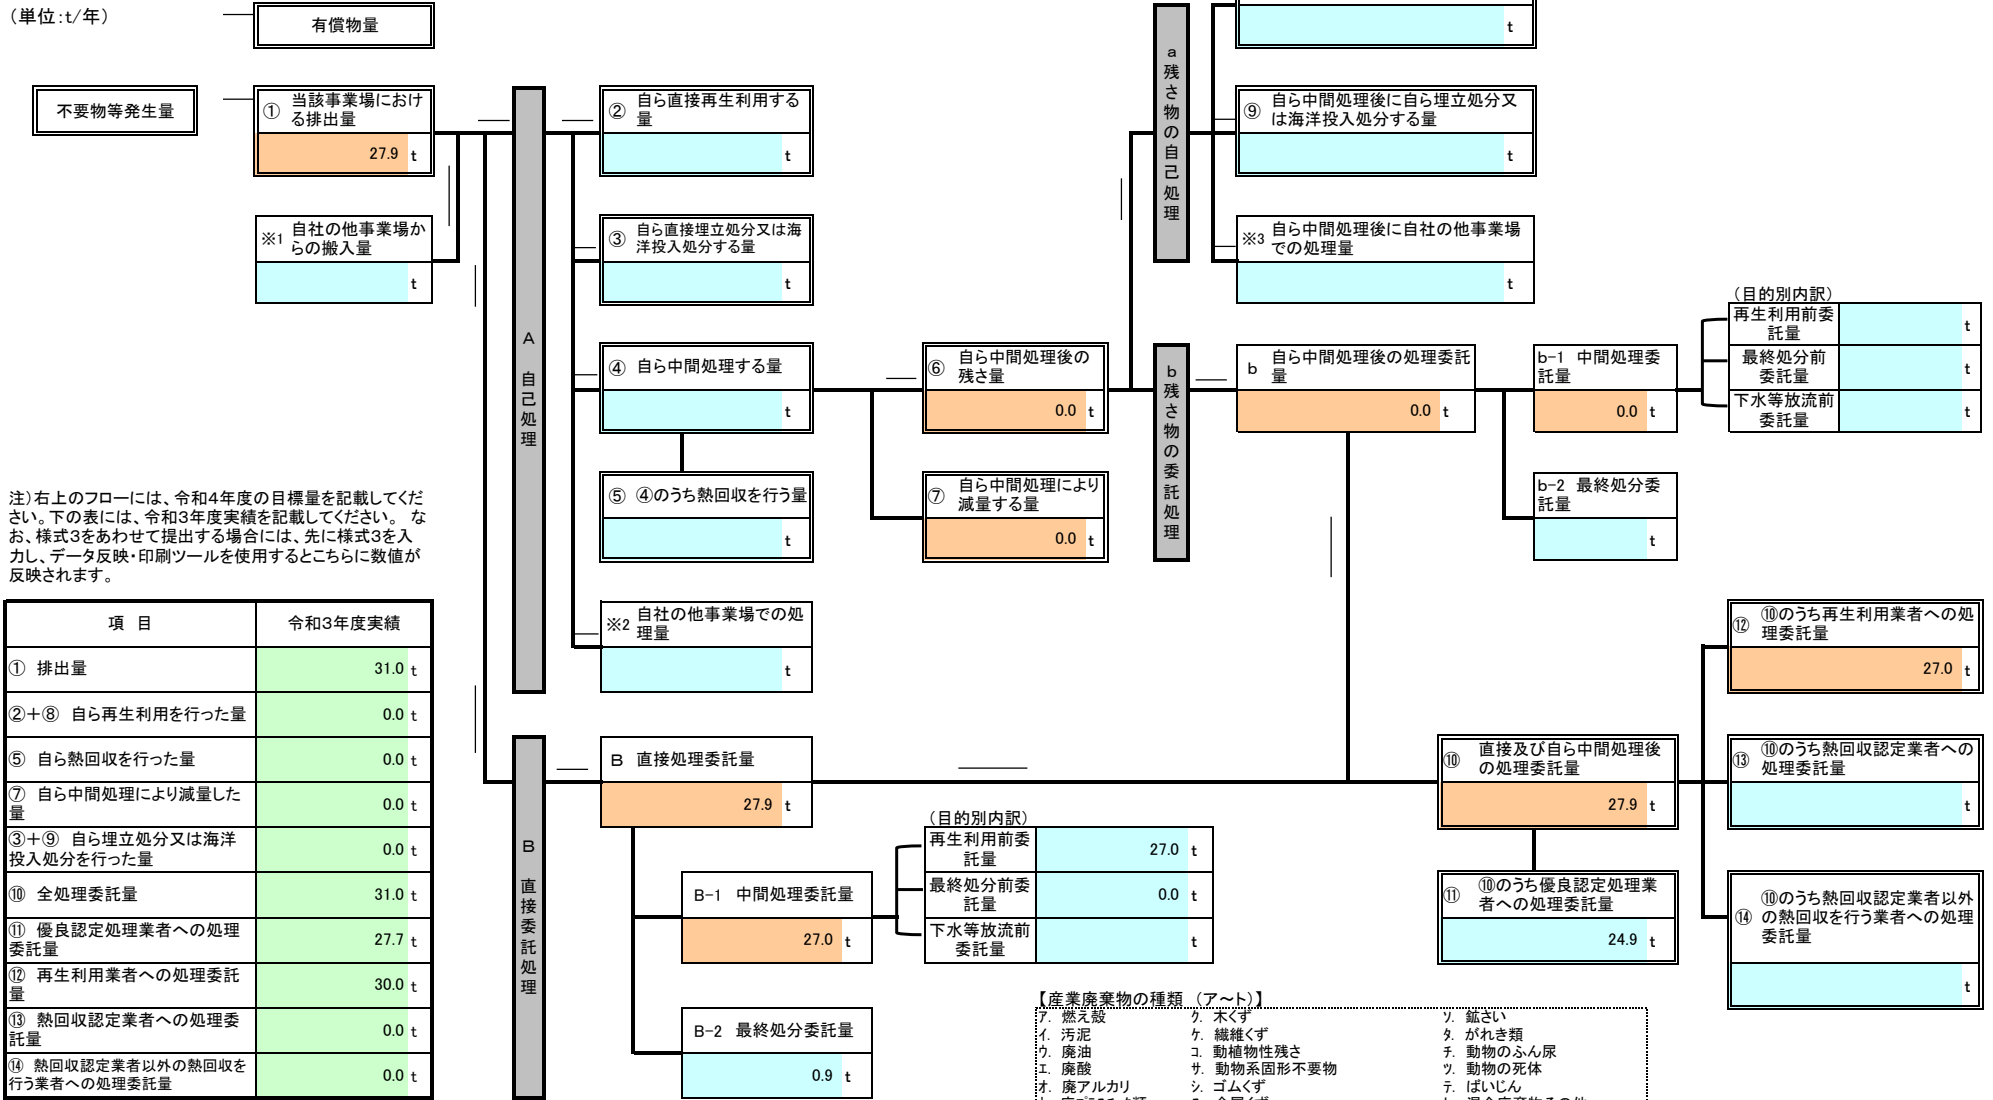 （単位:t/年）
有償物量
t
不要物等発生量
① 当該事業場におけ
る排出量
27.9 t
※1 自社の他事業場か
らの搬入量
t
A 自己処理
② 自ら直接再生利用する
量
t
③ 自ら直接埋立処分又は海
洋投入処分する量
t
④ 自ら中間処理する量
t
⑤ ④のうち熱回収を行う量
t
※2 自社の他事業場での処
理量
t
⑥ 自ら中間処理後の
残さ量
0.0 t
⑦ 自ら中間処理により
減量する量
0.0 t
a 残さ物の自己処理
⑨ 自ら中間処理後に自ら埋立処分又
は海洋投入処分する量
t
※3 自ら中間処理後に自社の他事業場
での処理量
t
b 残さ物の委託処理
b 自ら中間処理後の処理委託
量
0.0 t
b-1 中間処理委
託量
0.0 t
（目的別内訳）
再生利用前委
託量
t
最終処分前
委託量
t
下水等放流前
委託量
t
b-2 最終処分委
託量
t
注）右上のフローには、令和4年度の目標量を記載してくだ
さい。下の表には、令和3年度実績を記載してください。 な
お、様式3をあわせて提出する場合には、先に様式3を入
力し、データ反映・印刷ツールを使用するとこちらに数値が
反映されます。
項 目 令和3年度実績
① 排出量 31.0 t
②＋⑧ 自ら再生利用を行った量 0.0 t
⑤ 自ら熱回収を行った量 0.0 t
⑦ 自ら中間処理により減量した
量 0.0 t
③＋⑨ 自ら埋立処分又は海洋
投入処分を行った量 0.0 t
⑩ 全処理委託量 31.0 t
⑪ 優良認定処理業者への処理
委託量 27.7 t
⑫ 再生利用業者への処理委託
量 30.0 t
⑬ 熱回収認定業者への処理委
託量 0.0 t
⑭ 熱回収認定業者以外の熱回収を
行う業者への処理委託量 0.0 t
B 直接委託処理
B 直接処理委託量
27.9 t
B-1 中間処理委託量
27.0 t
（目的別内訳）
再生利用前委
託量
27.0 t
最終処分前委
託量
0.0 t
下水等放流前
委託量
t
B-2 最終処分委託量
0.9 t
⑩ 直接及び自ら中間処理後
の処理委託量
27.9 t
⑪ ⑩のうち優良認定処理業
者への処理委託量
24.9 t
⑫ ⑩のうち再生利用業者への処
理委託量
27.0 t
⑬ ⑩のうち熱回収認定業者への
処理委託量
t
⑭ ⑩のうち熱回収認定業者以外
の熱回収を行う業者への処理
委託量
t
【産業廃棄物の種類 （ア～ト）】
ｱ. 燃え殻 ｸ. 木くず ｿ. 鉱さい
ｲ. 汚泥 ｹ. 繊維くず ﾀ. がれき類
ｳ. 廃油 ｺ. 動植物性残さ ﾁ. 動物のふん尿
ｴ. 廃酸 ｻ. 動物系固形不要物 ﾂ. 動物の死体
ｵ. 廃アルカリ ｼ. ゴムくず ﾃ. ばいじん